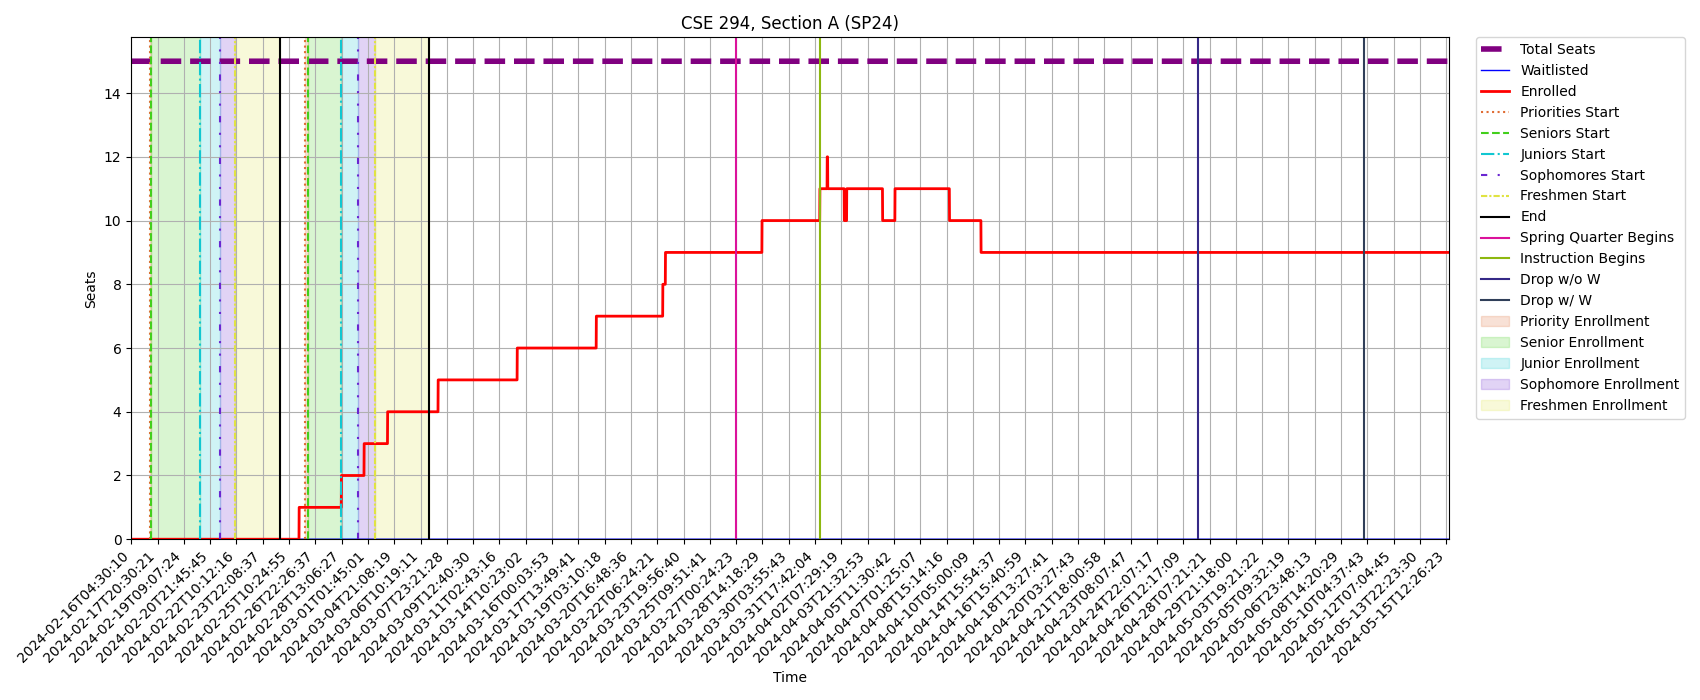 CSE 294, Section A (SP24)
Seats
14
12
10
8
6
4
2
0
2024-02-16T04:30:10
2024-02-17T20:30:21
2024-02-19T09:07:24
2024-02-20T21:45:45
2024-02-22T10:12:16
2024-02-23T22:08:37
2024-02-25T10:24:55
2024-02-26T22:26:37
2024-02-28T13:06:27
2024-03-01T01:45:01
2024-03-04T21:08:19
2024-03-06T10:19:11
2024-03-07T23:21:28
2024-03-09T12:40:30
2024-03-11T02:43:16
2024-03-14T10:23:02
2024-03-16T00:03:53
2024-03-17T13:49:41
2024-03-19T03:10:18
2024-03-20T16:48:36
2024-03-22T06:24:21
2024-03-23T19:56:40
2024-03-25T09:51:41
2024-03-27T00:24:23
2024-03-28T14:18:29
2024-03-30T03:55:43
2024-03-31T17:42:04
2024-04-02T07:29:19
2024-04-03T21:32:53
2024-04-05T11:30:42
2024-04-07T01:25:07
2024-04-08T15:14:16
2024-04-10T05:00:09
2024-04-14T15:54:37
2024-04-16T15:40:59
2024-04-18T13:27:41
2024-04-20T03:27:43
2024-04-21T18:00:58
2024-04-23T08:07:47
2024-04-24T22:07:17
2024-04-26T12:17:09
2024-04-28T07:21:21
2024-04-29T21:18:00
2024-05-03T19:21:22
2024-05-05T09:32:19
2024-05-06T23:48:13
2024-05-08T14:20:29
2024-05-10T04:37:43
2024-05-12T07:04:45
2024-05-13T22:23:30
2024-05-15T12:26:23
Time
Total Seats
Waitlisted
Enrolled
Priorities Start
Seniors Start
Juniors Start
Sophomores Start
Freshmen Start
End
Spring Quarter Begins
Instruction Begins
Drop w/o W
Drop w/ W
Priority Enrollment
Senior Enrollment
Junior Enrollment
Sophomore Enrollment
Freshmen Enrollment